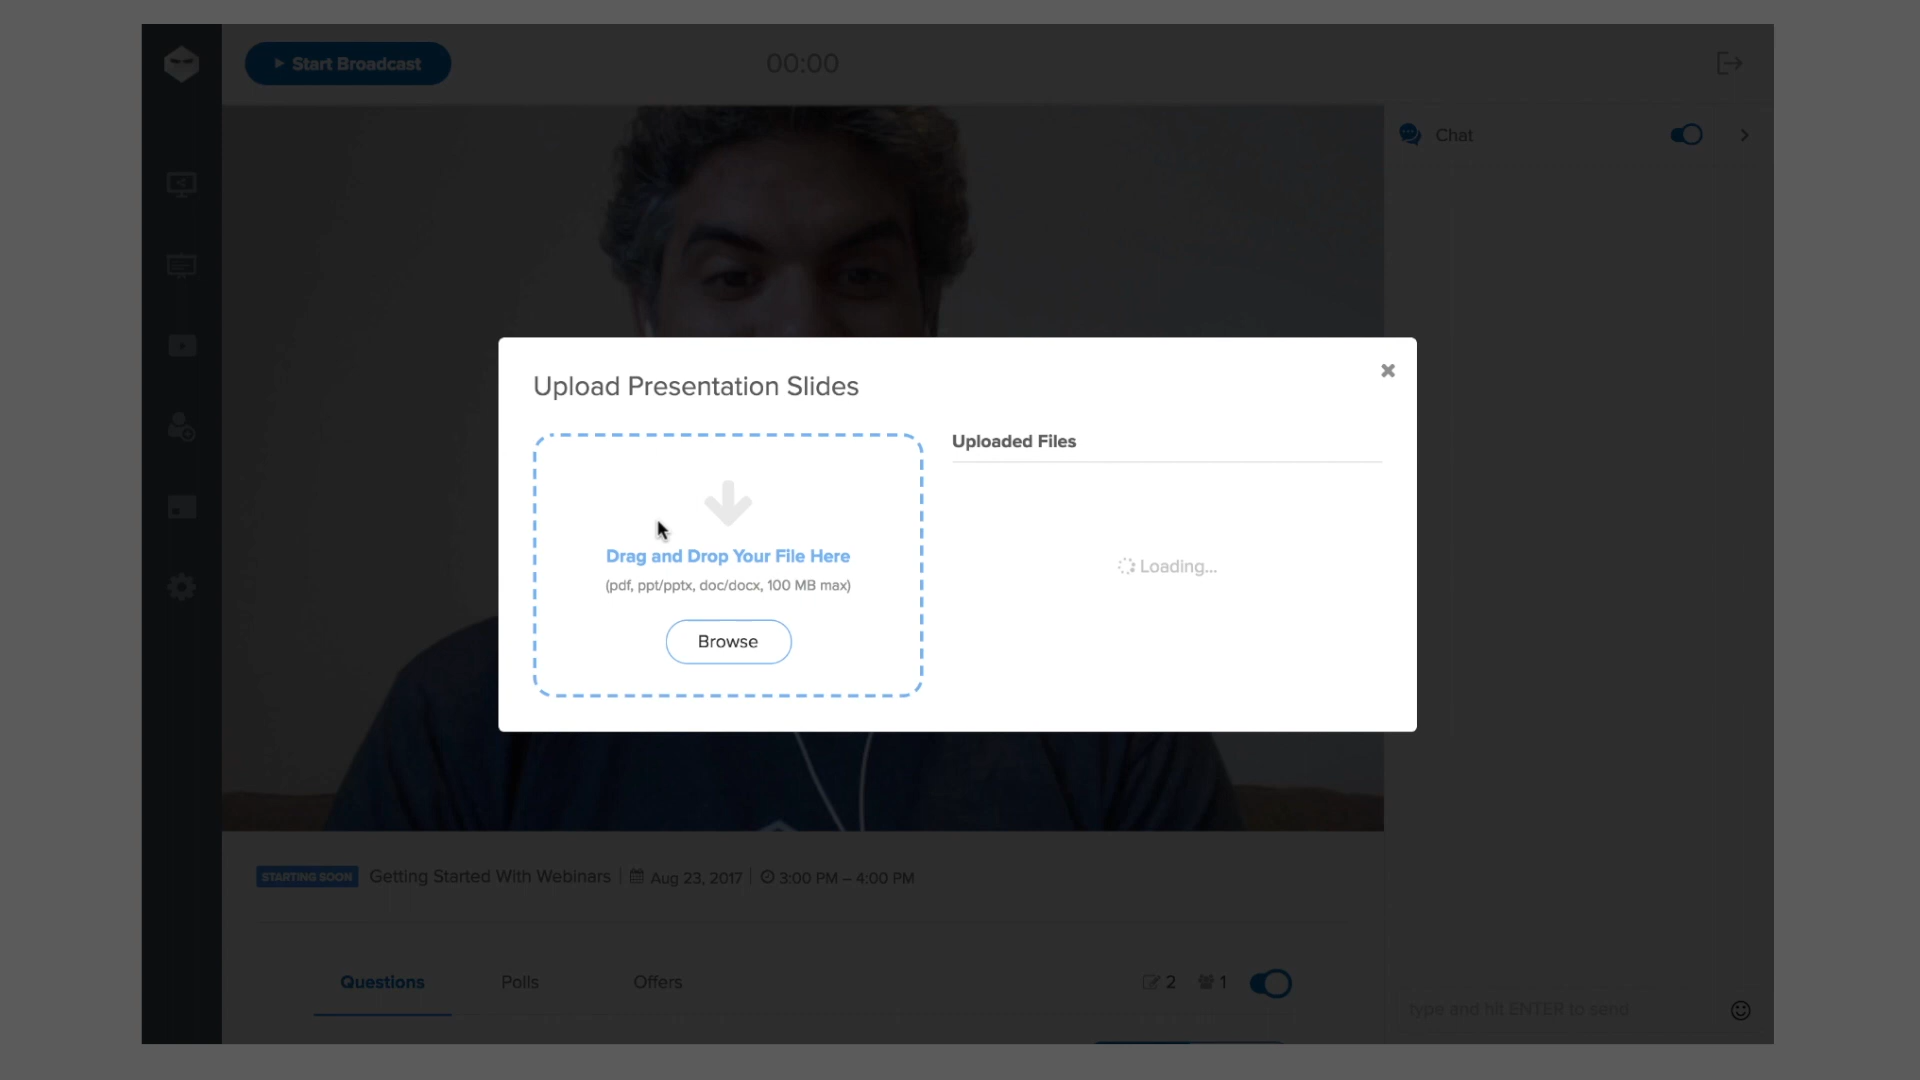 Start Broadcast
00:00
Chat
Upload Presentation Slides
Uploaded Files
Drag and Drop Your File Here
(pdf, ppt/pptx, doc/docx, 100 MB max)
Browse
Loading...
STARTING SOON Getting Started With Webinars | Aug 23, 2017 | 3:00 PM – 4:00 PM
Questions Polls Offers 2 1
type and hit ENTER to send